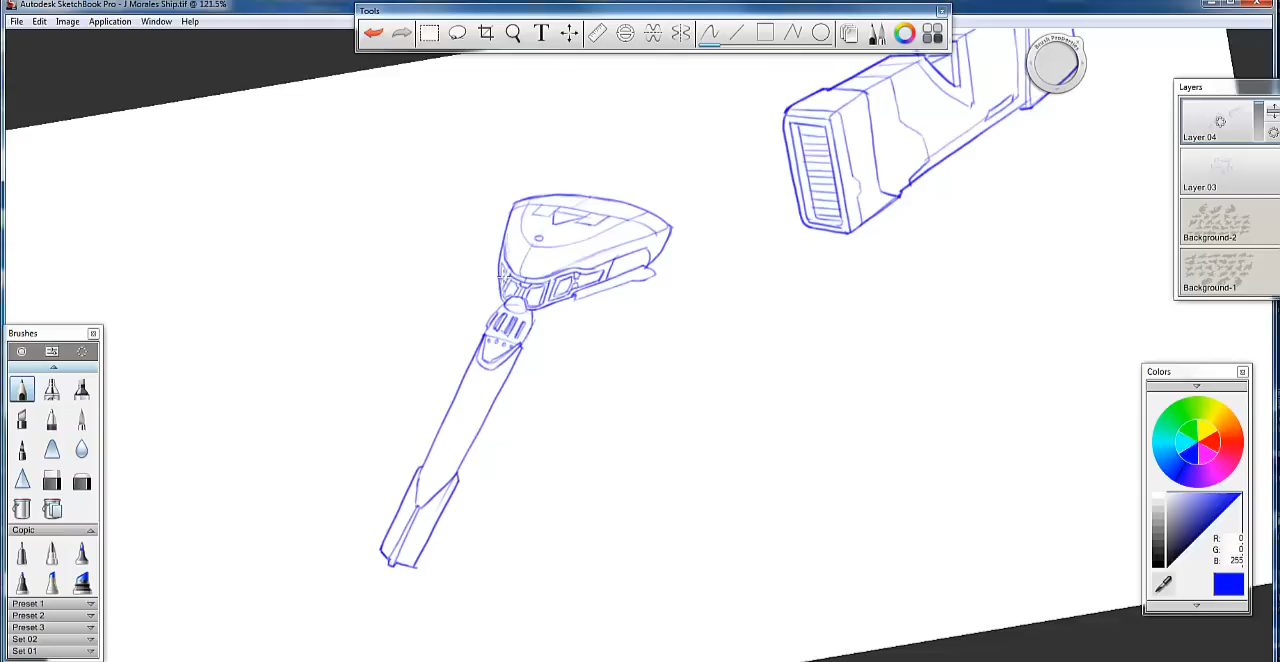 Autodesk SketchBook Pro - J Morales Ship.tif @ 121.5%
File Edit Image Application Window Help
Tools
T
Brush Properties
Layers
Layer 04
Layer 03
Background-2
Background-1
Brushes
Copic
Preset 1
Preset 2
Preset 3
Set 02
Set 01
Colors
R: 0
G: 0
B: 255